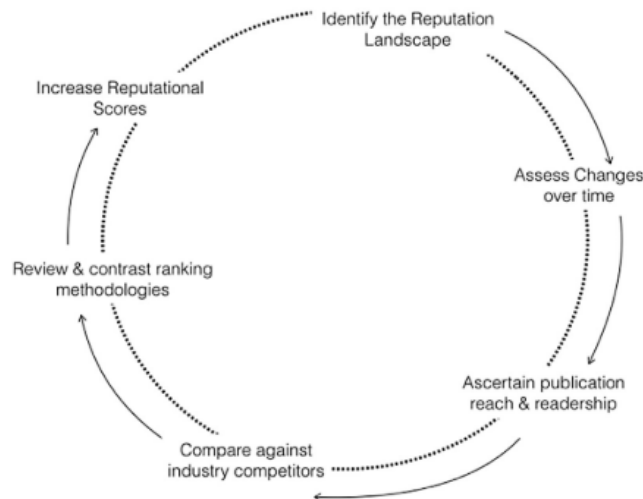 Identify the Reputation
Landscape
Assess Changes
over time
Ascertain publication
reach & readership
Compare against
industry competitors
Review & contrast ranking
methodologies
Increase Reputational
Scores